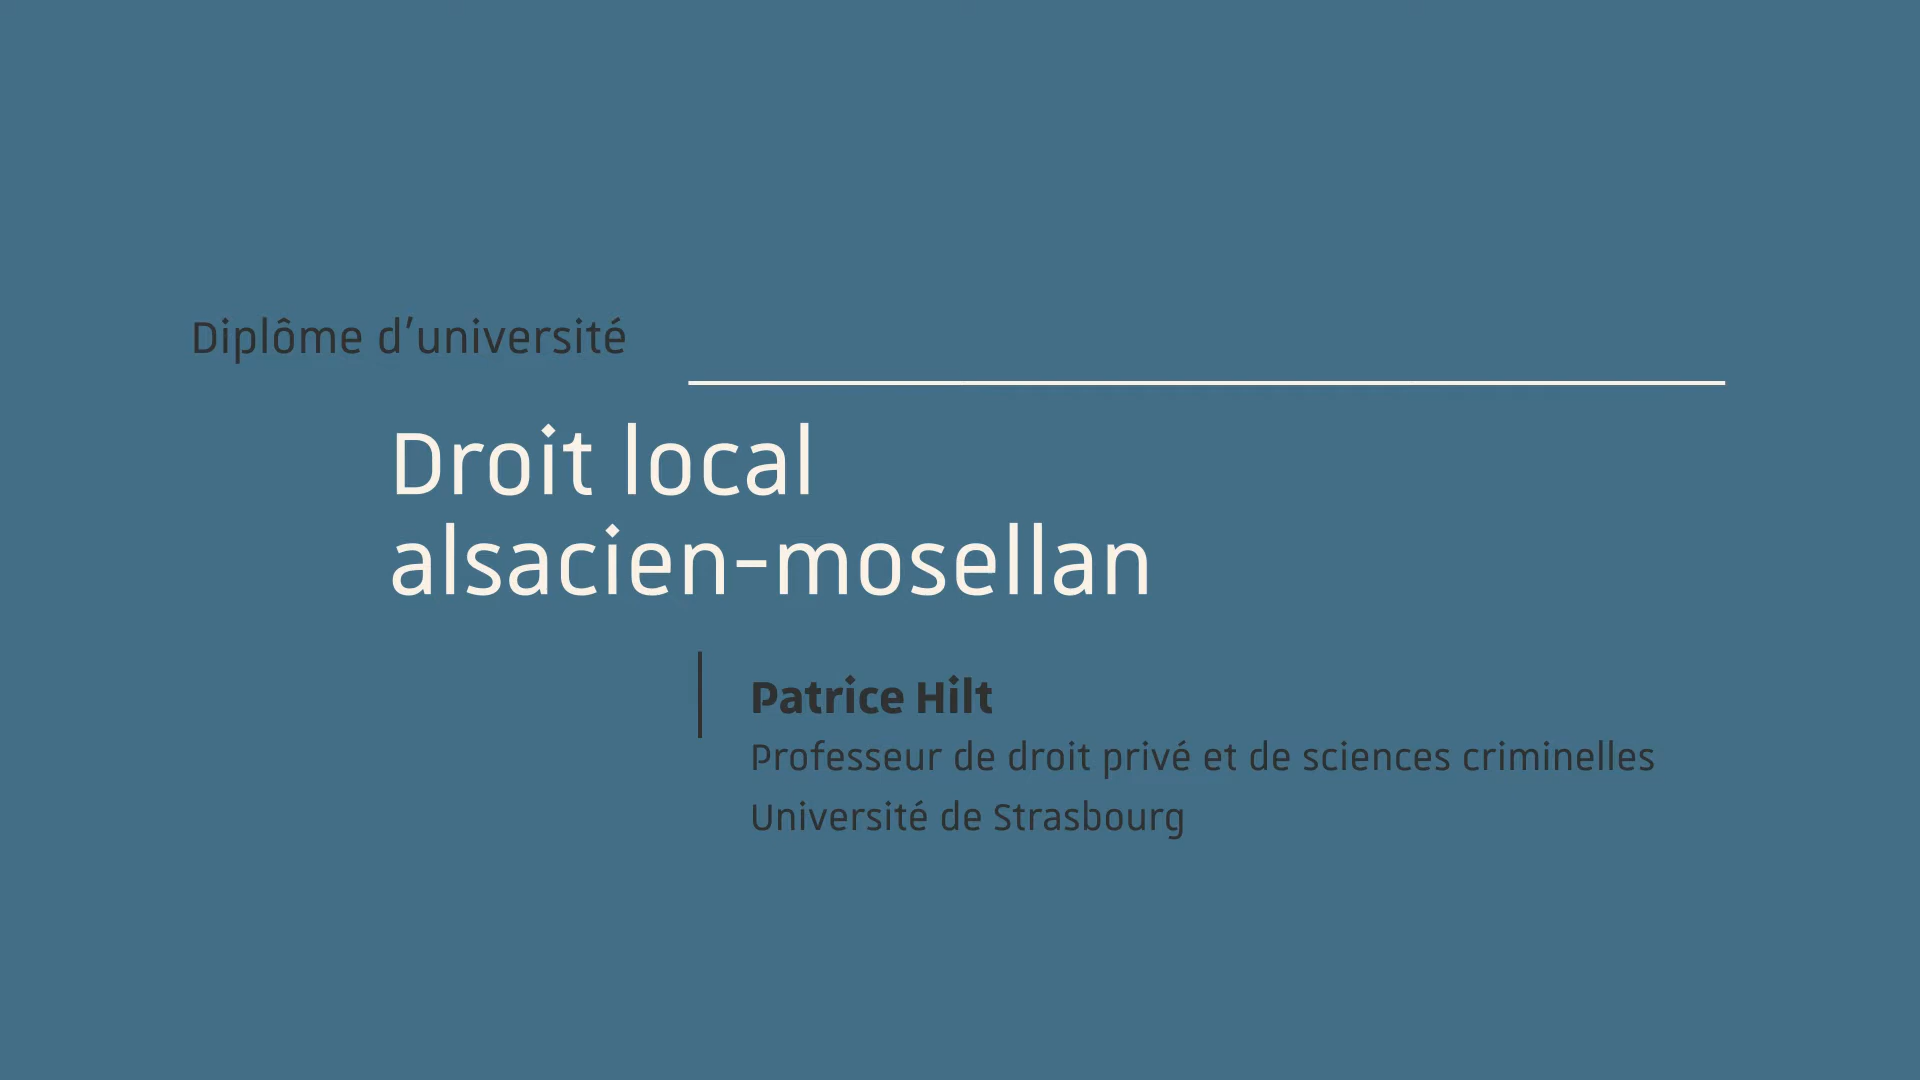 Diplôme d’université
Droit local
alsacien-mosellan
Patrice Hilt
Professeur de droit privé et de sciences criminelles
Université de Strasbourg